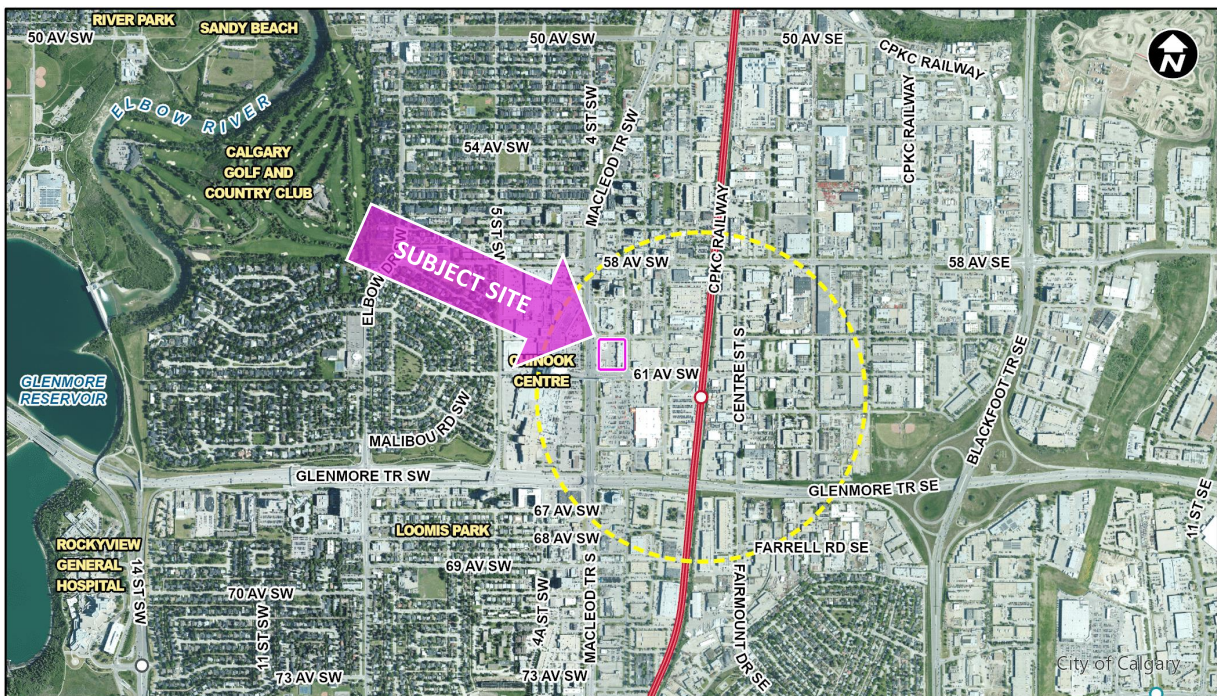 RIVER PARK
50 AV SW
SANDY BEACH
50 AV SW
50 AV SE
CPKC RAILWAY
N
ELBOW RIVER
4 ST SW
MACLEOD TR SW
CPKC RAILWAY
54 AV SW
CALGARY
GOLF AND
COUNTRY CLUB
5 ST SW
CPKC RAILWAY
ELBOW DR SW
SUBJECT SITE
58 AV SW
58 AV SE
CHINOOK
CENTRE
61 AV SW
CENTRE ST S
BLACKFOOT TR SE
GLENMORE
RESERVOIR
MALIBOU RD SW
GLENMORE TR SW
GLENMORE TR SE
11 ST SE
67 AV SW
LOOMIS PARK
68 AV SW
FARRELL RD SE
ROCKYVIEW
GENERAL
HOSPITAL
14 ST SW
69 AV SW
70 AV SW
11 ST SW
4A ST SW
MACLEOD TR S
FAIRMOUNT DR SE
73 AV SW
73 AV SW
City of Calgary